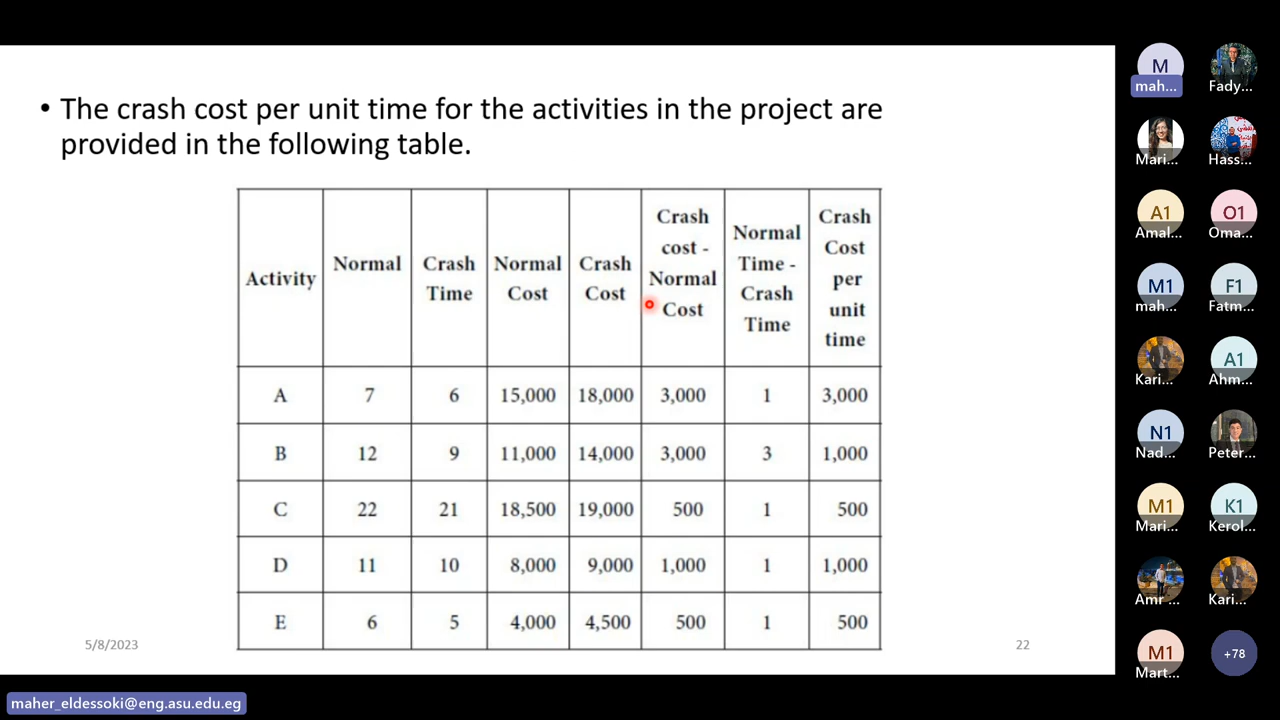 • The crash cost per unit time for the activities in the project are
provided in the following table.
Activity Normal Crash Time Normal Cost Crash Cost Crash cost - Normal Cost Normal Time - Crash Time Crash Cost per unit time
A 7 6 15,000 18,000 3,000 1 3,000
B 12 9 11,000 14,000 3,000 3 1,000
C 22 21 18,500 19,000 500 1 500
D 11 10 8,000 9,000 1,000 1 1,000
E 6 5 4,000 4,500 500 1 500
5/8/2023
22
maher_eldessoki@eng.asu.edu.eg
M
mah...
Fady...
Mari...
Hass...
A1
Amal...
O1
Oma...
M1
mah...
F1
Fatm...
Kari...
A1
Ahm...
N1
Nad...
Peter...
M1
Mari...
K1
Kerol...
Amr ...
Kari...
M1
Mart...
+78